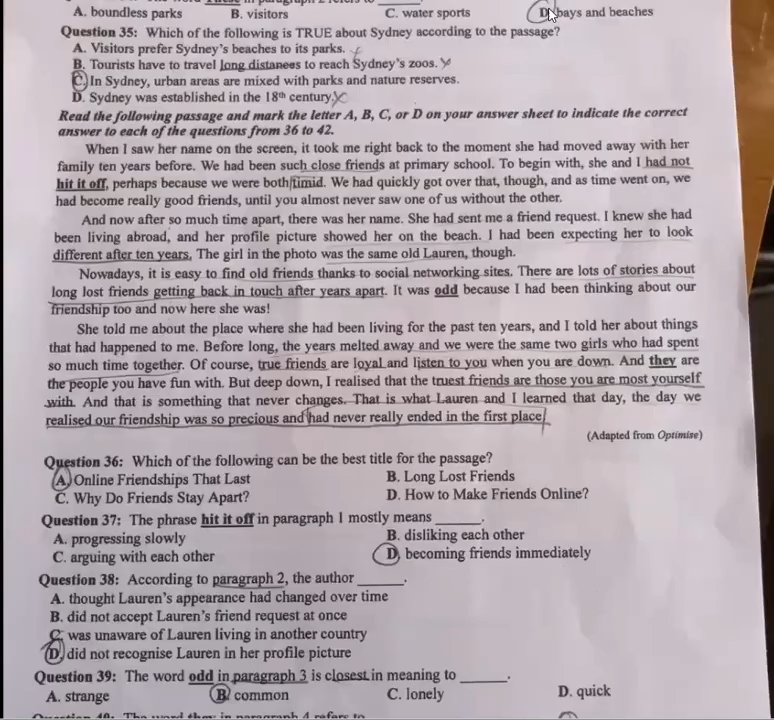 A. boundless parks B. visitors C. water sports D. bays and beaches
Question 35: Which of the following is TRUE about Sydney according to the passage?
A. Visitors prefer Sydney's beaches to its parks.
B. Tourists have to travel long distanees to reach Sydney's zoos.
C. In Sydney, urban areas are mixed with parks and nature reserves.
D. Sydney was established in the 18th century.
Read the following passage and mark the letter A, B, C, or D on your answer sheet to indicate the correct
answer to each of the questions from 36 to 42.
When I saw her name on the screen, it took me right back to the moment she had moved away with her
family ten years before. We had been such close friends at primary school. To begin with, she and I had not
hit it off, perhaps because we were both timid. We had quickly got over that, though, and as time went on, we
had become really good friends, until you almost never saw one of us without the other.
And now after so much time apart, there was her name. She had sent me a friend request. I knew she had
been living abroad, and her profile picture showed her on the beach. I had been expecting her to look
different after ten years. The girl in the photo was the same old Lauren, though.
Nowadays, it is easy to find old friends thanks to social networking sites. There are lots of stories about
long lost friends getting back in touch after years apart. It was odd because I had been thinking about our
friendship too and now here she was!
She told me about the place where she had been living for the past ten years, and I told her about things
that had happened to me. Before long, the years melted away and we were the same two girls who had spent
so much time together. Of course, true friends are loyal and listen to you when you are down. And they are
the people you have fun with. But deep down, I realised that the truest friends are those you are most yourself
with. And that is something that never changes. That is what Lauren and I learned that day, the day we
realised our friendship was so precious and had never really ended in the first place.
(Adapted from Optimise)
Question 36: Which of the following can be the best title for the passage?
A. Online Friendships That Last B. Long Lost Friends
C. Why Do Friends Stay Apart? D. How to Make Friends Online?
Question 37: The phrase hit it off in paragraph 1 mostly means ______.
A. progressing slowly B. disliking each other
C. arguing with each other D. becoming friends immediately
Question 38: According to paragraph 2, the author ______.
A. thought Lauren's appearance had changed over time
B. did not accept Lauren's friend request at once
C. was unaware of Lauren living in another country
D. did not recognise Lauren in her profile picture
Question 39: The word odd in paragraph 3 is closest in meaning to ______.
A. strange B. common C. lonely D. quick